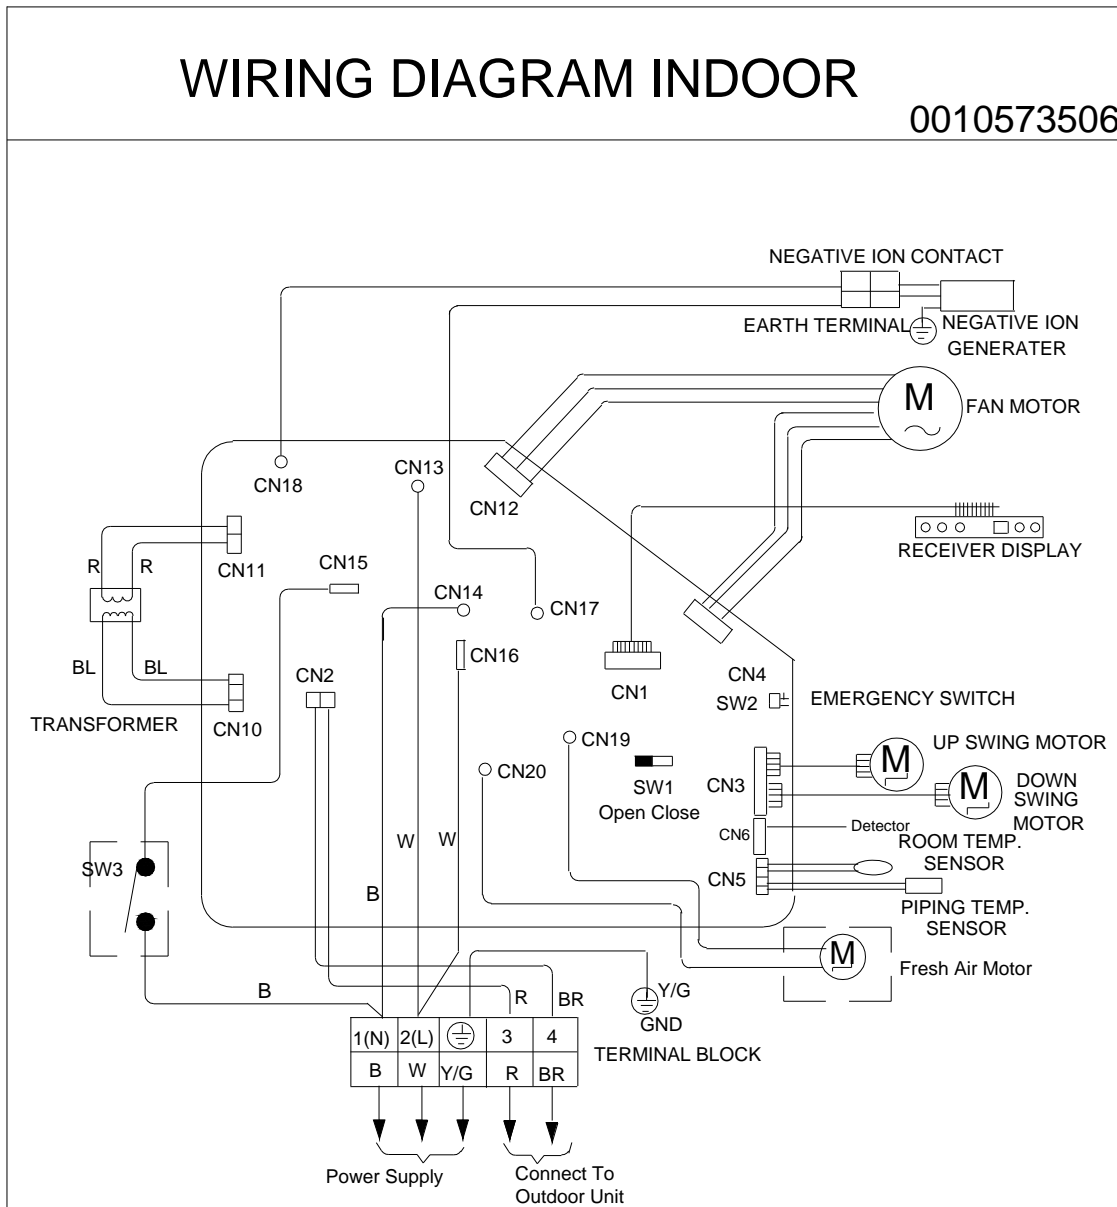 WIRING DIAGRAM INDOOR
0010573506
NEGATIVE ION CONTACT
EARTH TERMINAL
NEGATIVE ION
GENERATER
M
FAN MOTOR
CN18
CN13
CN12
RECEIVER DISPLAY
R
R
CN11
CN15
CN14
CN17
CN16
BL
BL
CN2
CN1
CN4
SW2
EMERGENCY SWITCH
TRANSFORMER
CN10
CN19
CN20
SW1
Open Close
CN3
M
UP SWING MOTOR
M
DOWN
SWING
MOTOR
CN6
Detector
ROOM TEMP.
SENSOR
CN5
PIPING TEMP.
SENSOR
W
W
B
SW3
M
Fresh Air Motor
B
R
BR
Y/G
GND
1(N) 2(L) 3 4
TERMINAL BLOCK
B W Y/G R BR
Power Supply
Connect To
Outdoor Unit